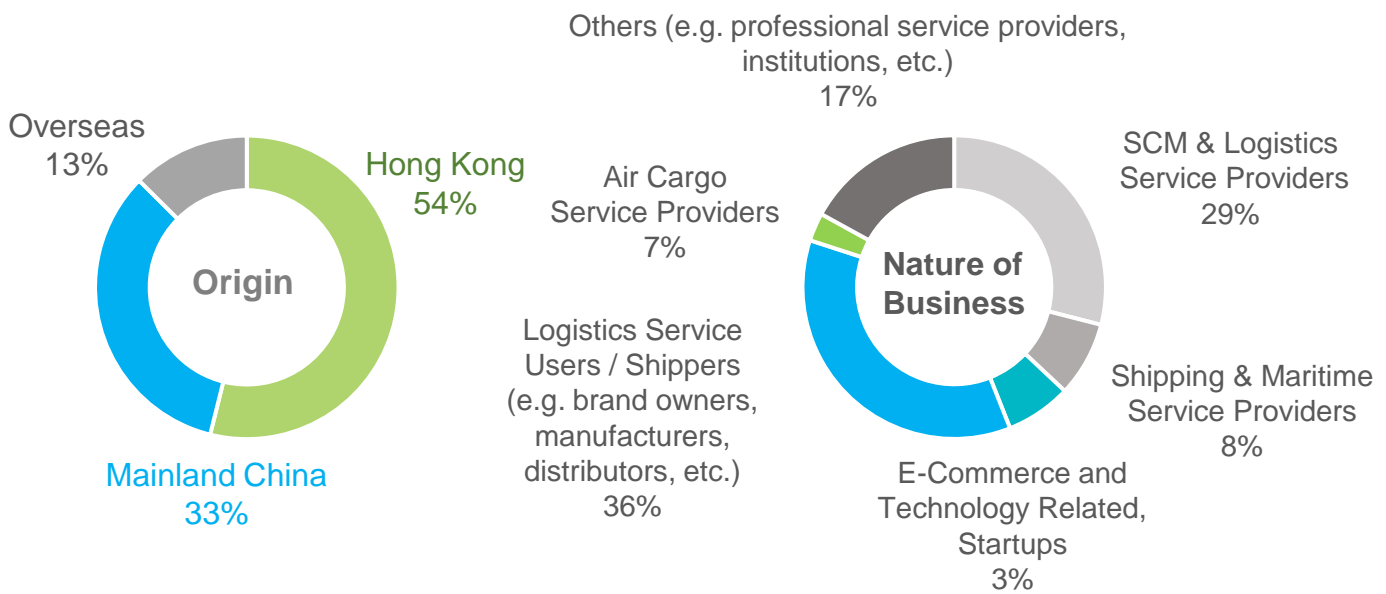 Overseas
13%
Hong Kong
54%
Origin
Mainland China
33%
Others (e.g. professional service providers,
institutions, etc.)
17%
SCM & Logistics
Service Providers
29%
Air Cargo
Service Providers
7%
Nature of
Business
Logistics Service
Users / Shippers
(e.g. brand owners,
manufacturers,
distributors, etc.)
36%
Shipping & Maritime
Service Providers
8%
E-Commerce and
Technology Related,
Startups
3%